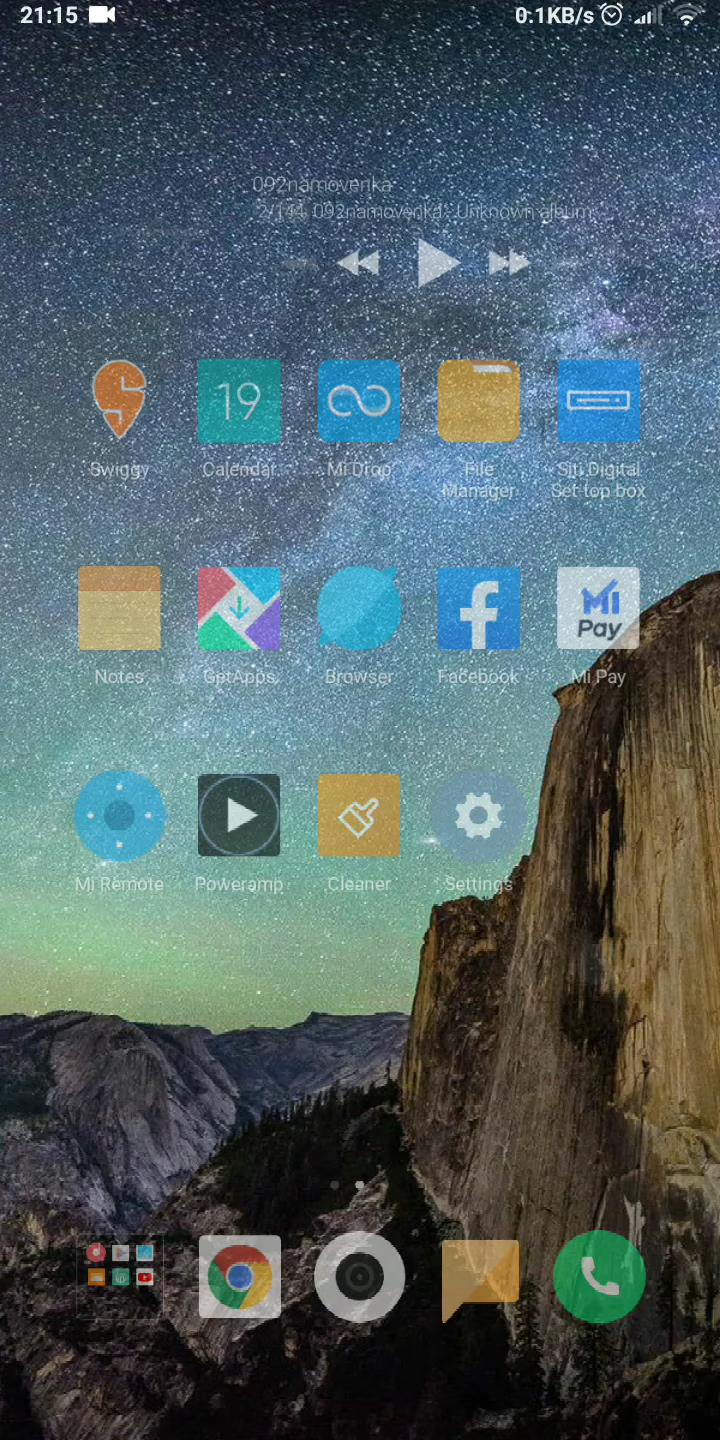 21:15
0.1KB/s
092namovenka
2/144 092namovenka - Unknown album
19
Swiggy
Calendar
Mi Drop
File
Manager
Siti Digital
Set top box
Mi
Pay
Notes
GetApps
Browser
Facebook
Mi Pay
Mi Remote
Poweramp
Cleaner
Settings